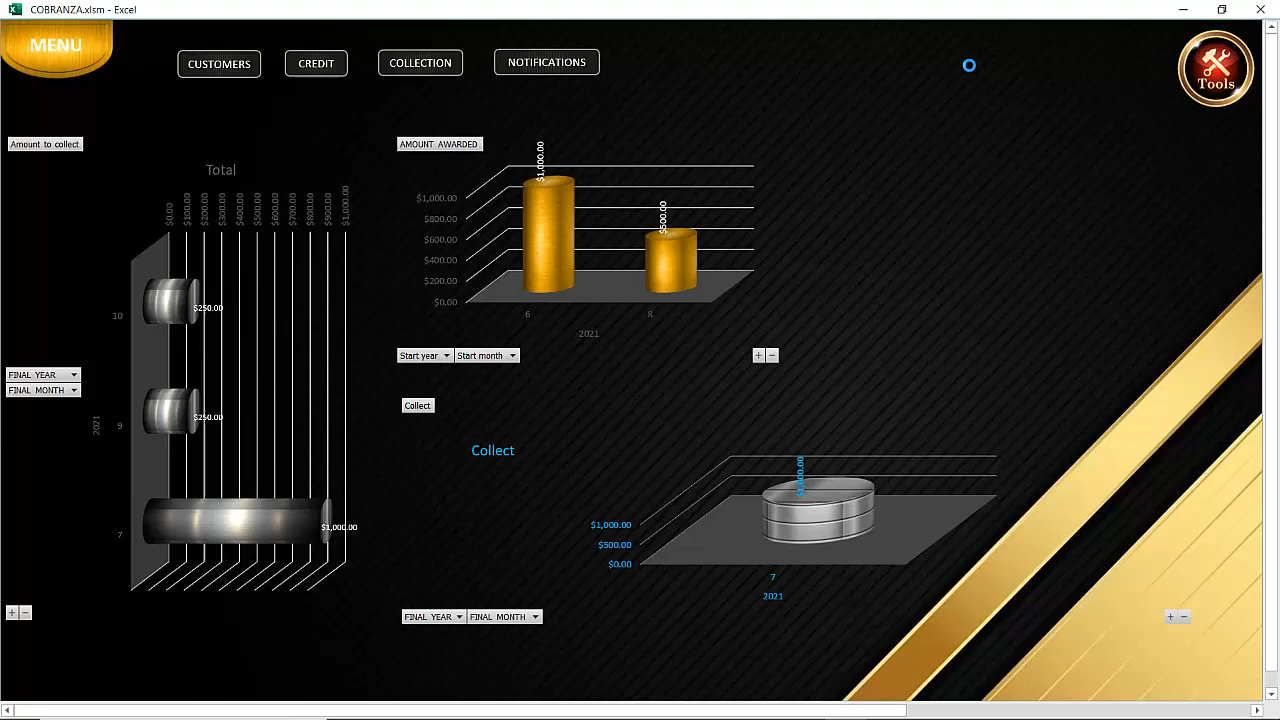 COBRANZA.xlsm - Excel
MENU
CUSTOMERS
CREDIT
COLLECTION
NOTIFICATIONS
Tools
Amount to collect
Total
$0.00
$100.00
$200.00
$300.00
$400.00
$500.00
$600.00
$700.00
$800.00
$900.00
$1,000.00
10
$250.00
FINAL YEAR
FINAL MONTH
2021
9
$250.00
7
$1,000.00
+ −
AMOUNT AWARDED
$1,000.00
$500.00
$1,000.00
$800.00
$600.00
$400.00
$200.00
$0.00
6
8
2021
Start year
Start month
+ −
Collect
Collect
$1,000.00
$1,000.00
$500.00
$0.00
7
2021
FINAL YEAR
FINAL MONTH
+ −